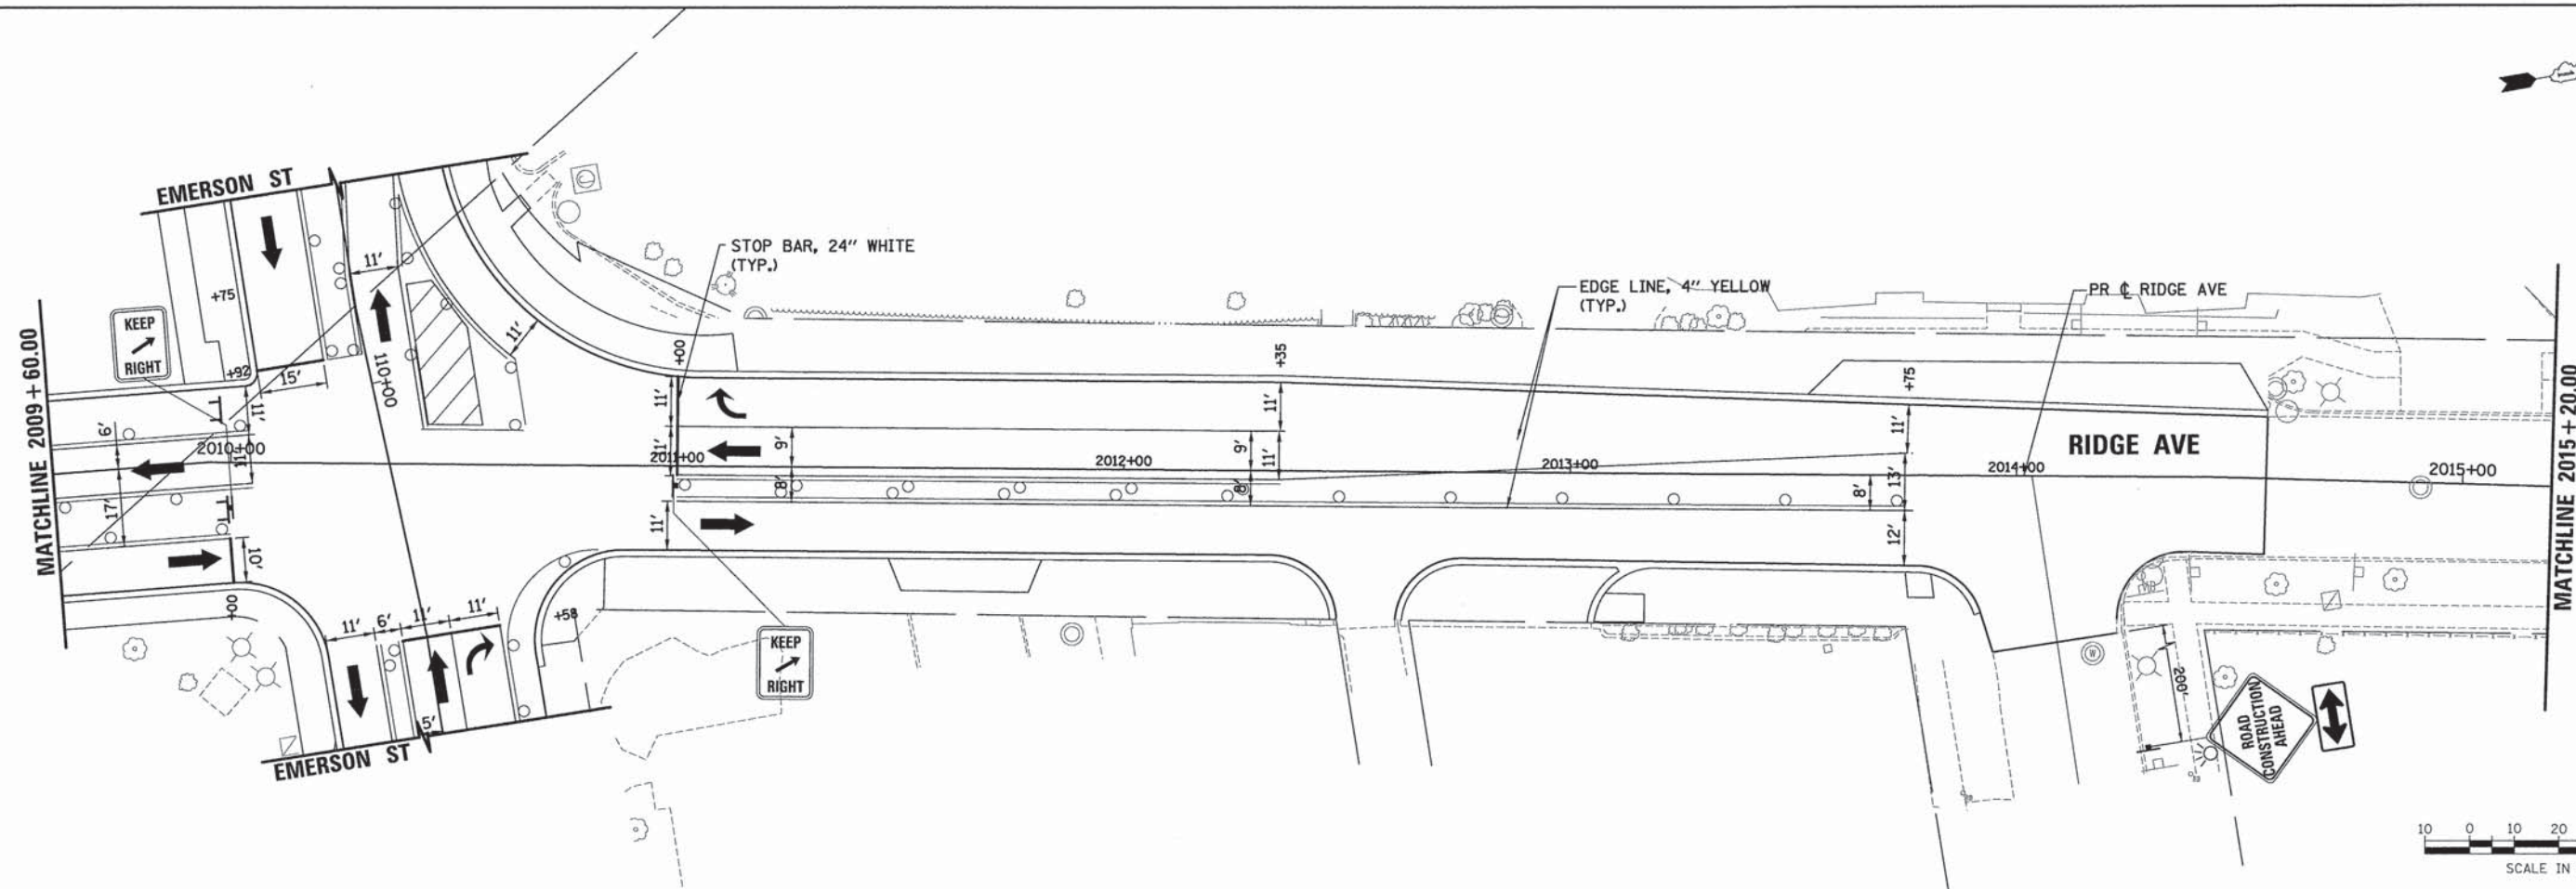 EMERSON ST
MATCHLINE 2009+60.00
KEEP
RIGHT
+75
+92
15'
11'
110+00
11'
11'
6'
2010+00
11'
17'
10'
+00
11'
6'
11'
11'
5'
EMERSON ST
+58
STOP BAR, 24" WHITE
(TYP.)
+00
11'
11'
2011+00
11'
9'
8'
2012+00
+35
11'
9'
11'
8'
KEEP
RIGHT
EDGE LINE, 4" YELLOW
(TYP.)
2013+00
PR ℄ RIDGE AVE
+75
11'
RIDGE AVE
2014+00
8'
13'
12'
2015+00
MATCHLINE 2015+20.00
W
200'
ROAD
CONSTRUCTION
AHEAD
10 0 10 20
SCALE IN